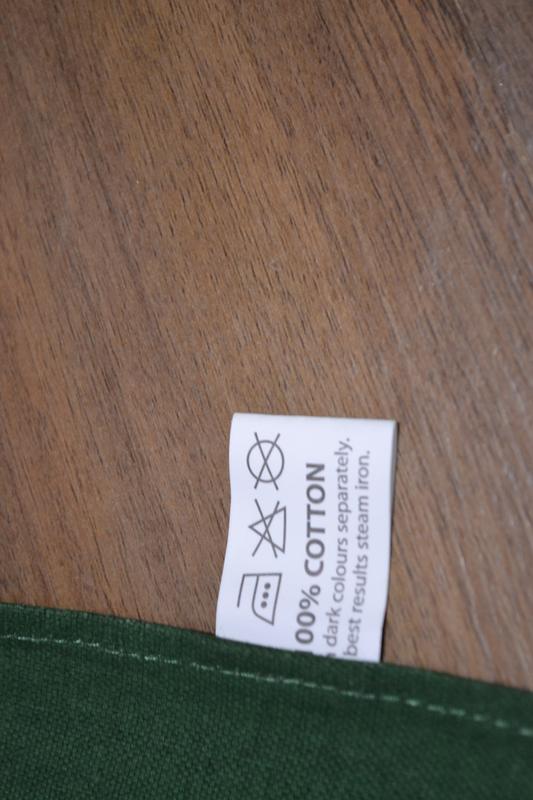 00% COTTON
dark colours separately.
best results steam iron.